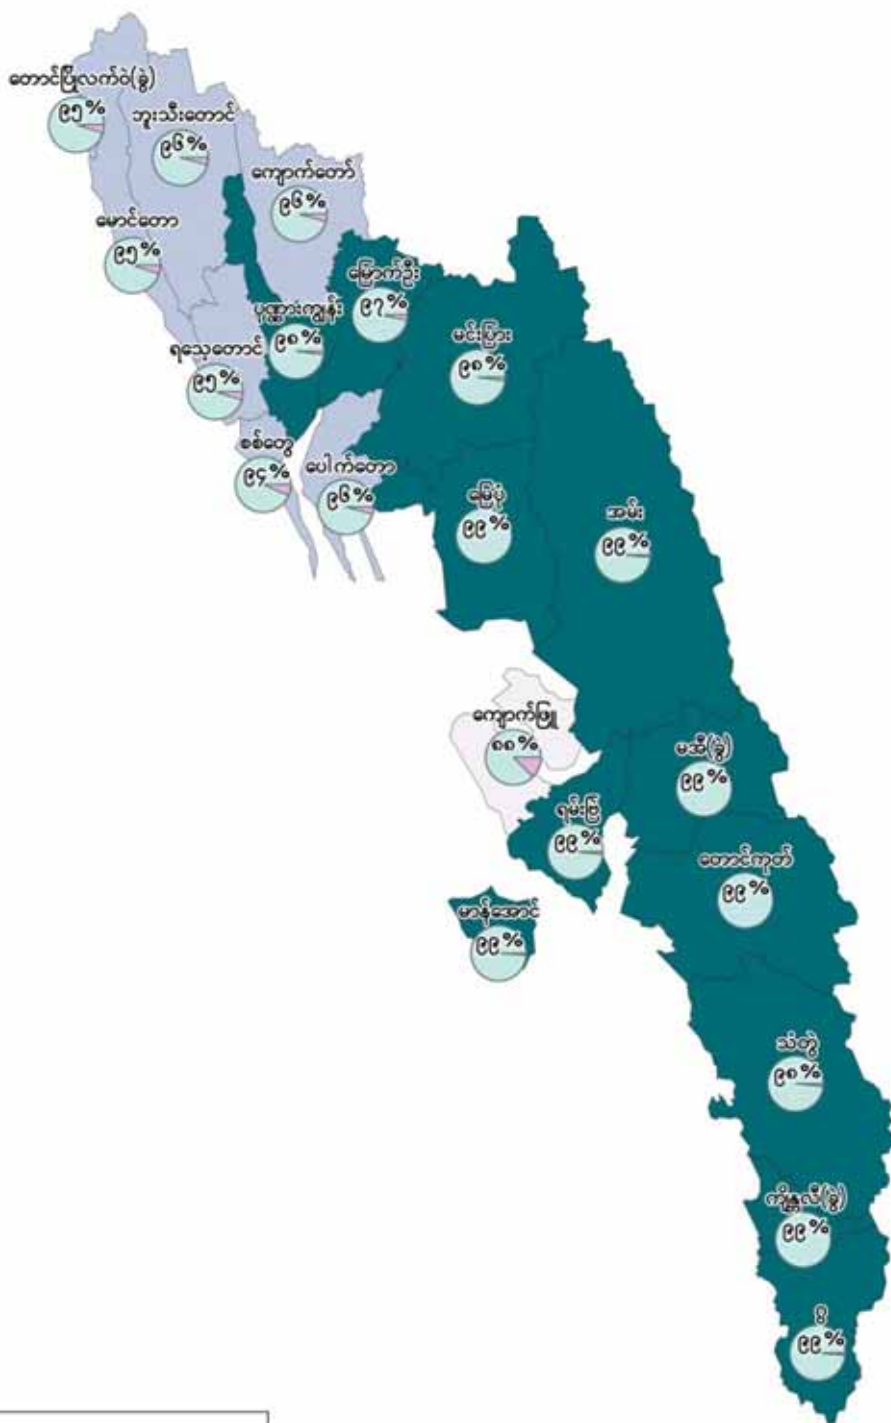 တောင်ပြိုလက်ဝဲ(ခွဲ)
၉၅%
ဘူးသီးတောင်
၉၆%
ကျောက်တော်
၉၆%
မောင်တော
၉၅%
မြောက်ဦး
၉၇%
ပုဏ္ဏားကျွန်း
၉၈%
မင်းပြား
၉၈%
ရသေ့တောင်
၉၅%
စစ်တွေ
၉၄%
ပေါက်တော
၉၆%
မြေပုံ
၉၉%
အမ်း
၉၉%
ကျောက်ဖြူ
၈၈%
မအီ(ခွဲ)
၉၉%
ရမ်းဗြဲ
၉၉%
တောင်ကုတ်
၉၉%
မာန်အောင်
၉၉%
သံတွဲ
၉၈%
ကျိန္တလီ(ခွဲ)
၉၉%
ဂွ
၉၉%